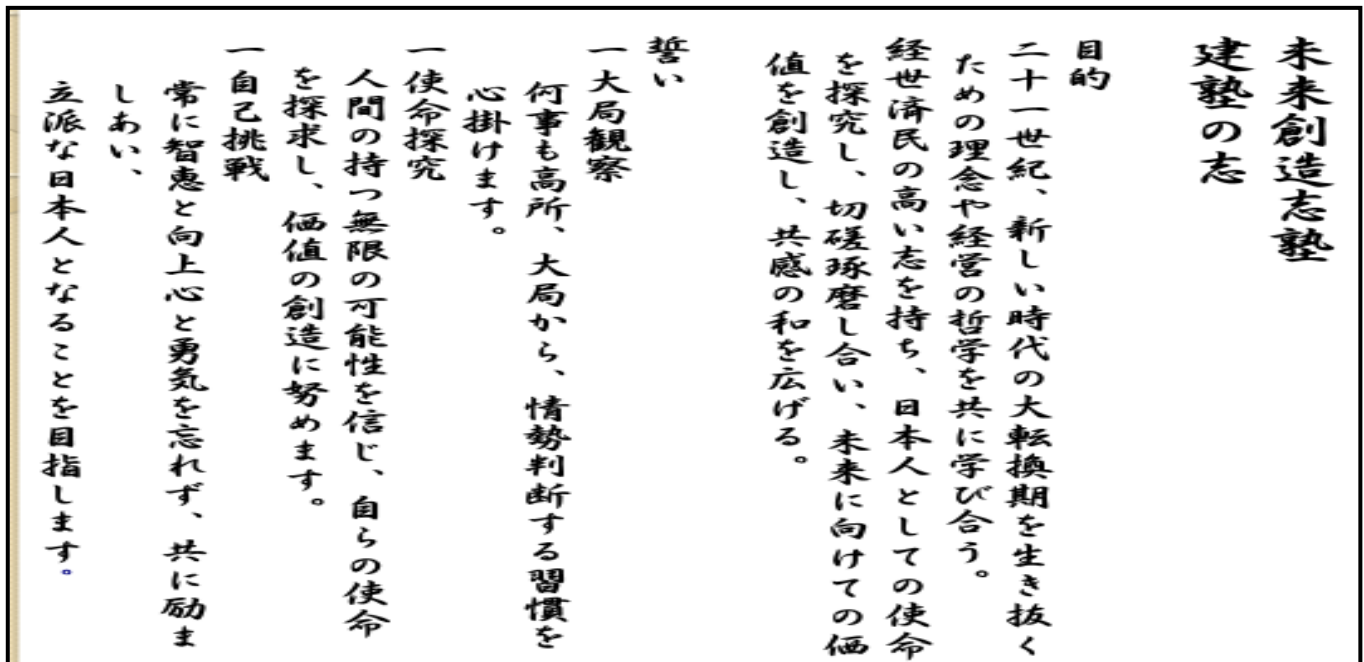 未来創造志塾
建塾の志
目的
二十一世紀、新しい時代の大転換期を生き抜く
ための理念や経営の哲学を共に学び合う。
経世済民の高い志を持ち、日本人としての使命
を探究し、切磋琢磨し合い、未来に向けての価
値を創造し、共感の和を広げる。
誓い
一 大局観察
何事も高所、大局から、情勢判断する習慣を
心掛けます。
一 使命探究
人間の持つ無限の可能性を信じ、自らの使命
を探求し、価値の創造に努めます。
一 自己挑戦
常に智恵と向上心と勇気を忘れず、共に励ま
しあい、
立派な日本人となることを目指します。